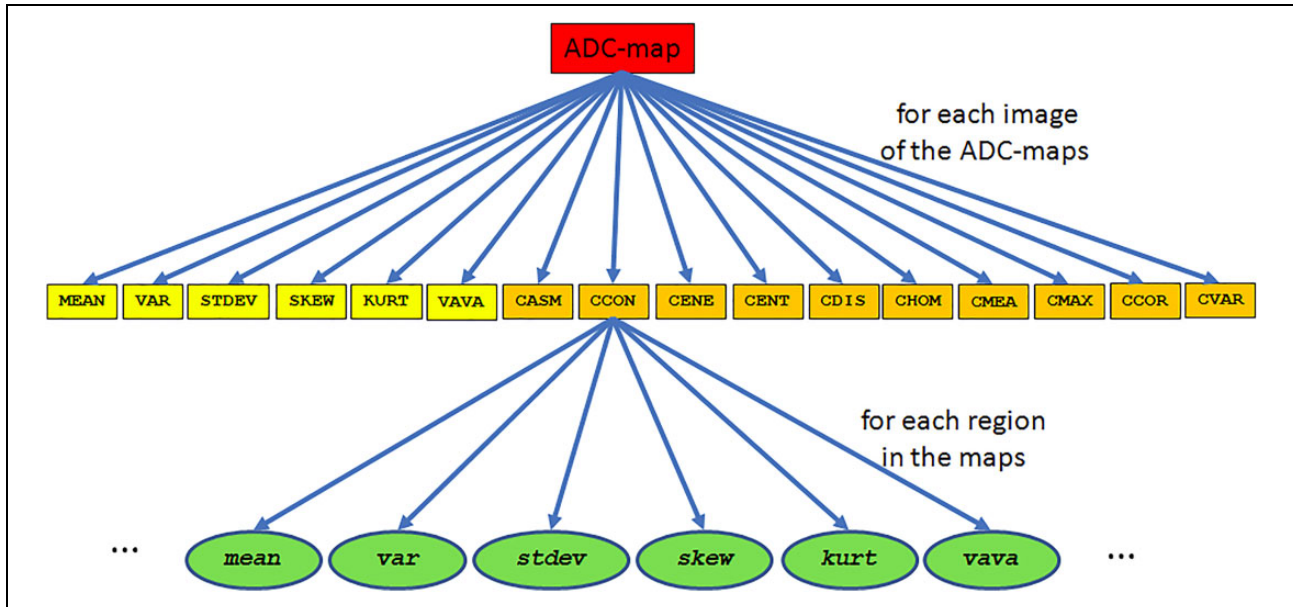 ADC-map
for each image
of the ADC-maps
MEAN VAR STDEV SKEW KURT VAVA CASM CCON CENE CENT CDIS CHOM CMEA CMAX CCOR CVAR
for each region
in the maps
... mean var stdev skew kurt vava ...